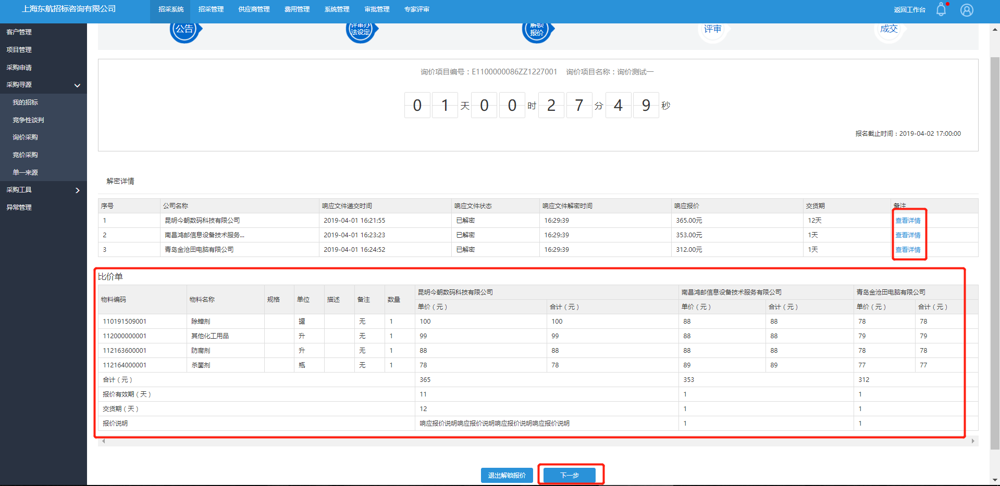 上海东航招标咨询有限公司 招采系统 招采管理 供应商管理 费用管理 系统管理 审批管理 专家评审 返回工作台
客户管理
项目管理
采购申请
采购寻源
我的招标
竞争性谈判
询价采购
竞价采购
单一来源
采购工具
异常管理
公告
评审办
法设定
解锁
报价
评审
成交
询价项目编号：E1100000086ZZ1227001 询价项目名称：询价测试一
0 1 天 0 0 时 2 7 分 4 9 秒
报名截止时间：2019-04-02 17:00:00
解密详情
序号 公司名称 响应文件递交时间 响应文件状态 响应文件解密时间 响应报价 交货期 备注
1 昆明今朝数码科技有限公司 2019-04-01 16:21:55 已解密 16:29:39 365.00元 12天 查看详情
2 南昌鸿邮信息设备技术服务... 2019-04-01 16:23:23 已解密 16:29:39 353.00元 1天 查看详情
3 青岛金沧田电脑有限公司 2019-04-01 16:24:52 已解密 16:29:39 312.00元 1天 查看详情
比价单
物料编码 物料名称 规格 单位 描述 备注 数量 昆明今朝数码科技有限公司 南昌鸿邮信息设备技术服务有限公司 青岛金沧田电脑有限公司
单价（元） 合计（元） 单价（元） 合计（元） 单价（元） 合计（元）
110191509001 除蟑剂 罐 无 1 100 100 88 88 78 78
112000000001 其他化工用品 升 无 1 99 99 88 88 79 79
112163600001 防腐剂 升 无 1 88 88 88 88 78 78
112164000001 杀菌剂 瓶 无 1 78 78 89 89 77 77
合计（元） 365 353 312
报价有效期（天） 11 1 1
交货期（天） 12 1 1
报价说明 响应报价说明响应报价说明响应报价说明响应报价说明 1 1
退出解锁报价 下一步